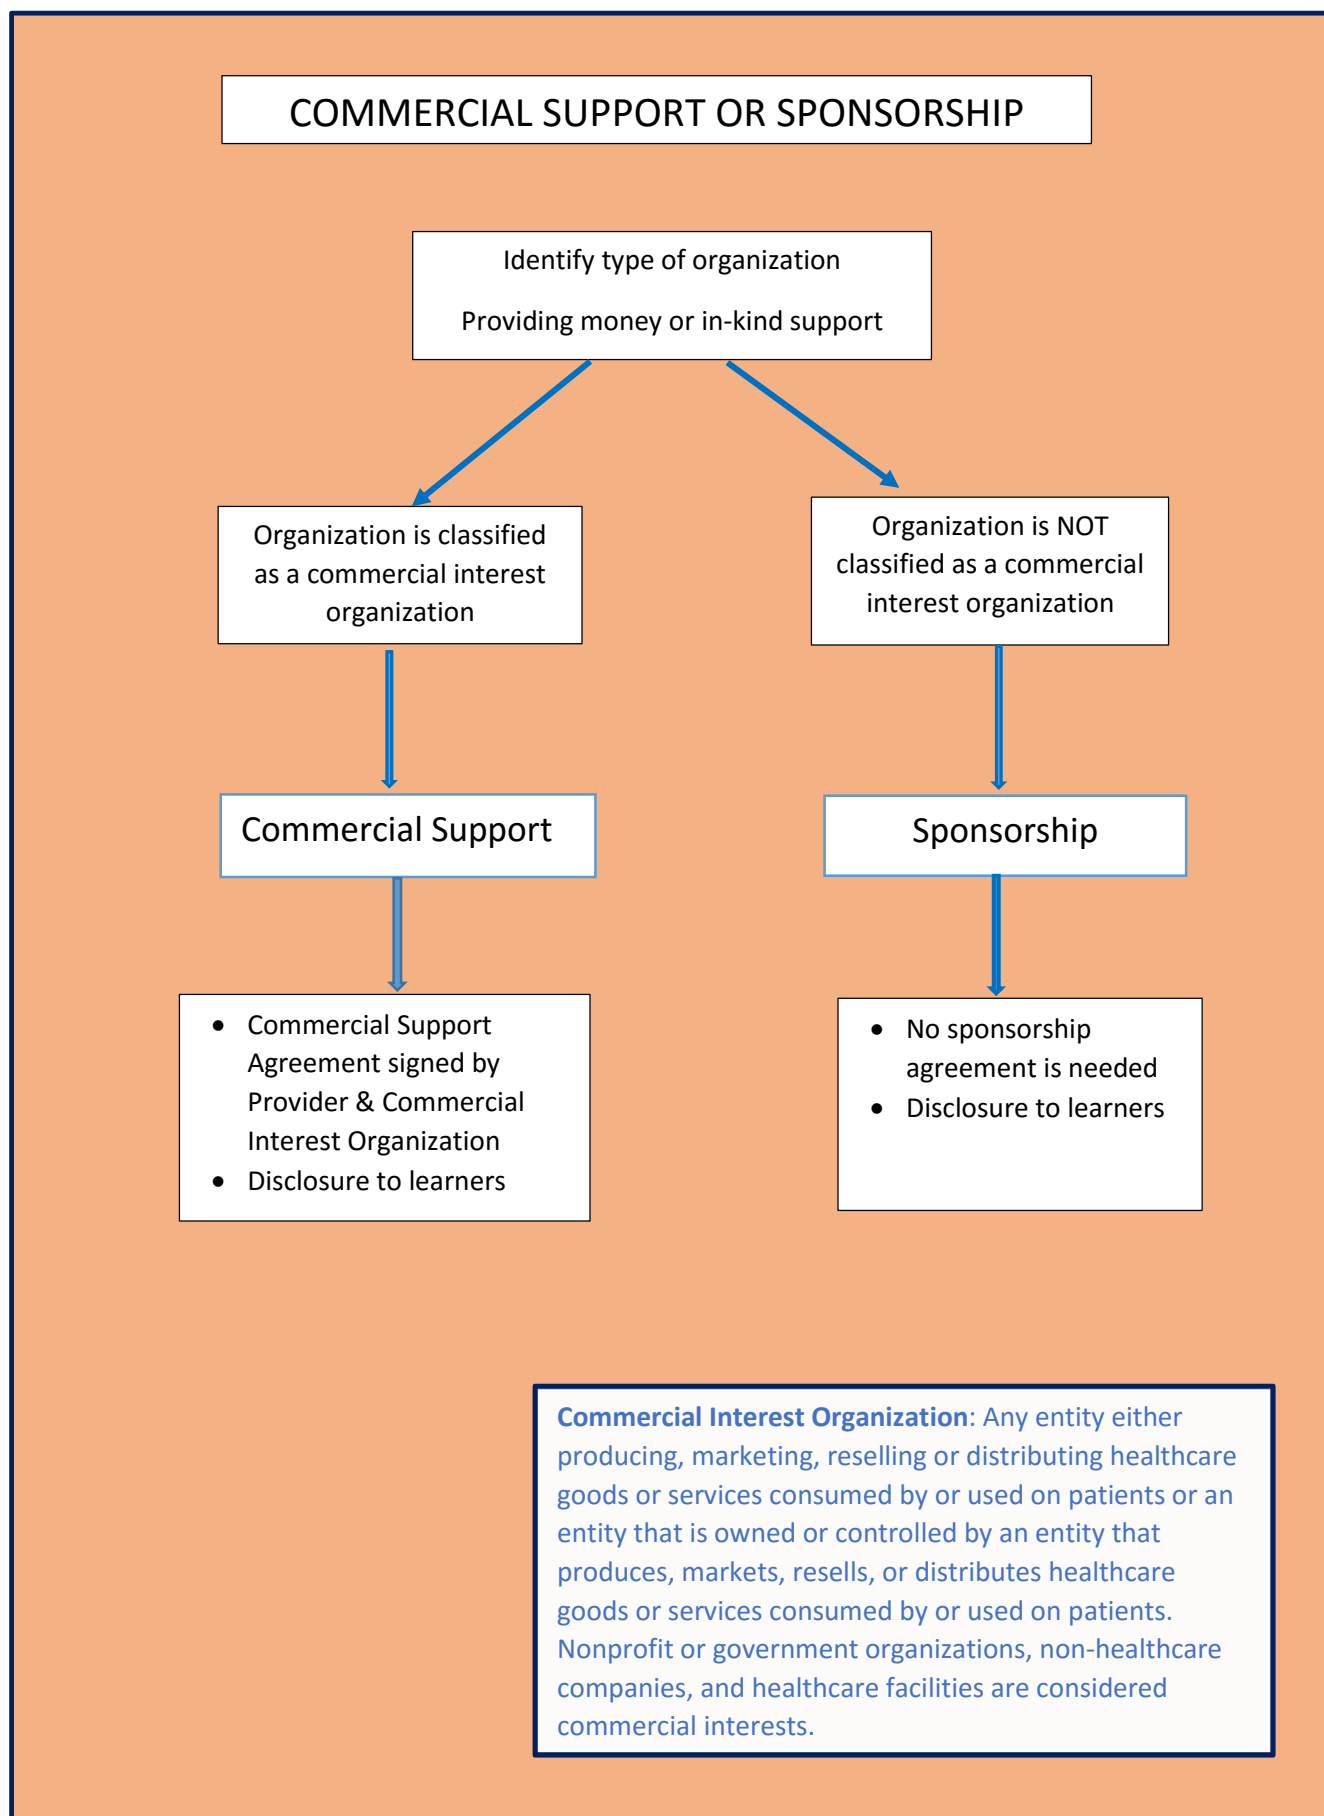 COMMERCIAL SUPPORT OR SPONSORSHIP
Identify type of organization
Providing money or in-kind support
Organization is classified
as a commercial interest
organization
Organization is NOT
classified as a commercial
interest organization
Commercial Support
Sponsorship
• Commercial Support
Agreement signed by
Provider & Commercial
Interest Organization
• Disclosure to learners
• No sponsorship
agreement is needed
• Disclosure to learners
Commercial Interest Organization: Any entity either
producing, marketing, reselling or distributing healthcare
goods or services consumed by or used on patients or an
entity that is owned or controlled by an entity that
produces, markets, resells, or distributes healthcare
goods or services consumed by or used on patients.
Nonprofit or government organizations, non-healthcare
companies, and healthcare facilities are considered
commercial interests.